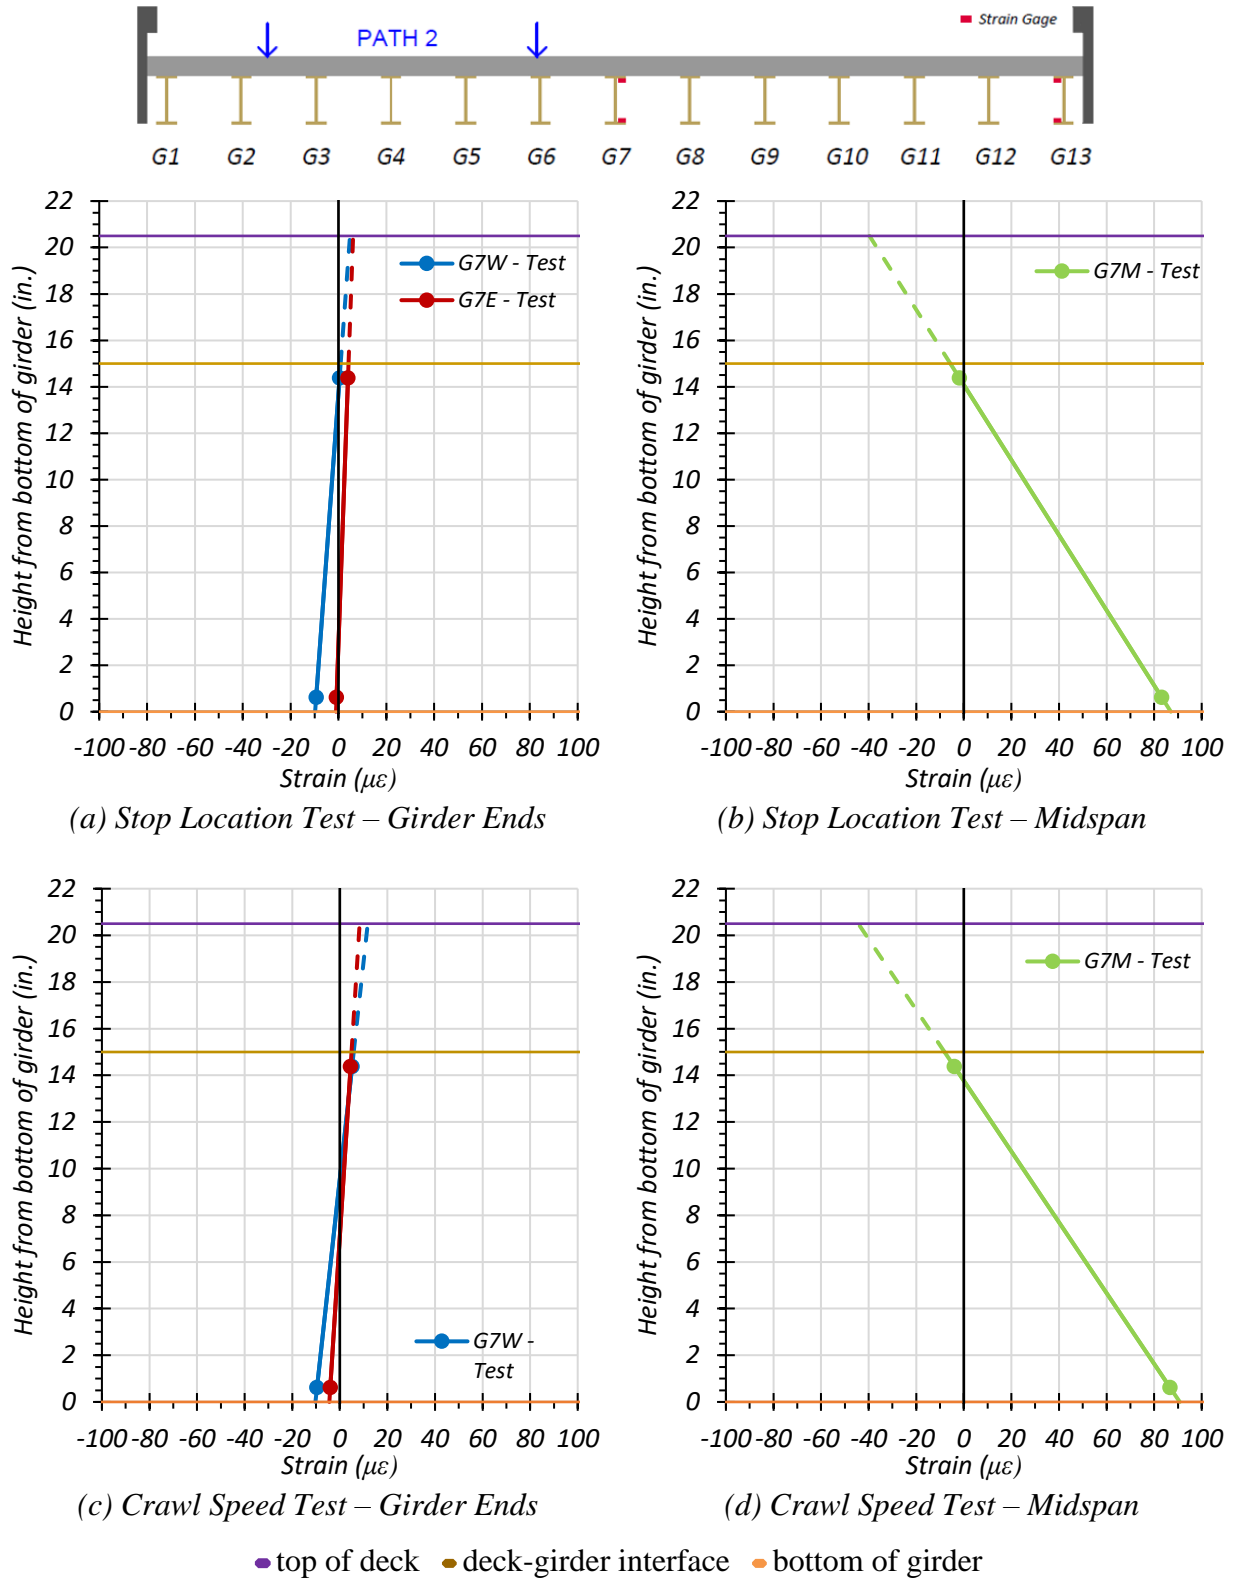 Strain Gage
PATH 2
G1 G2 G3 G4 G5 G6 G7 G8 G9 G10 G11 G12 G13
Height from bottom of girder (in.)
22
20
18
16
14
12
10
8
6
4
2
0
G7W - Test
G7E - Test
-100 -80 -60 -40 -20 0 20 40 60 80 100
Strain (με)
(a) Stop Location Test – Girder Ends
Height from bottom of girder (in.)
22
20
18
16
14
12
10
8
6
4
2
0
G7M - Test
-100 -80 -60 -40 -20 0 20 40 60 80 100
Strain (με)
(b) Stop Location Test – Midspan
Height from bottom of girder (in.)
22
20
18
16
14
12
10
8
6
4
2
0
G7W -
Test
-100 -80 -60 -40 -20 0 20 40 60 80 100
Strain (με)
(c) Crawl Speed Test – Girder Ends
Height from bottom of girder (in.)
22
20
18
16
14
12
10
8
6
4
2
0
G7M - Test
-100 -80 -60 -40 -20 0 20 40 60 80 100
Strain (με)
(d) Crawl Speed Test – Midspan
top of deck deck-girder interface bottom of girder